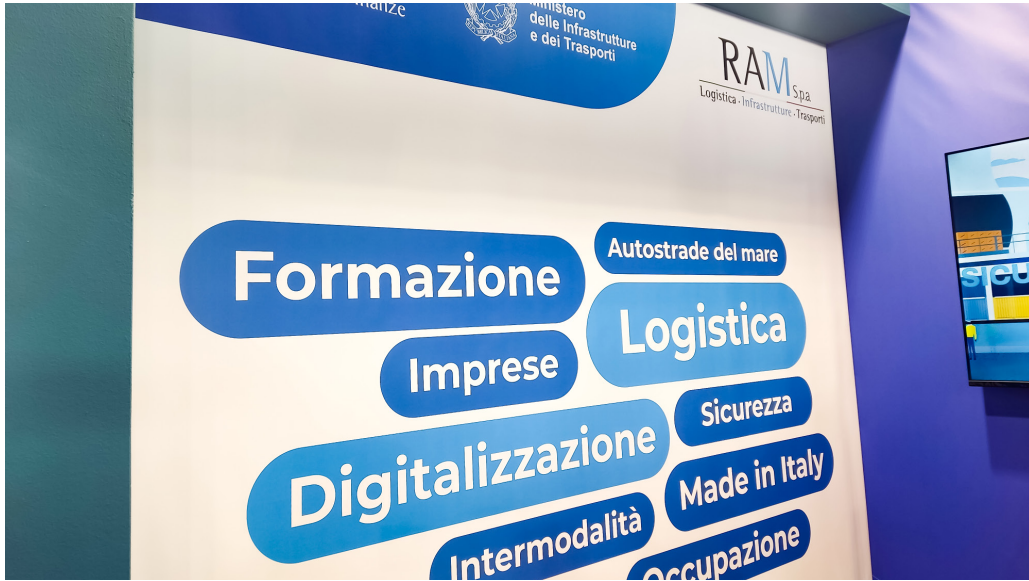 delle Infrastrutture
e dei Trasporti
RAM S.p.a.
Logistica · Infrastrutture · Trasporti
Formazione
Autostrade del mare
Logistica
Imprese
Sicurezza
Digitalizzazione
Made in Italy
Intermodalità
Occupazione
SICU